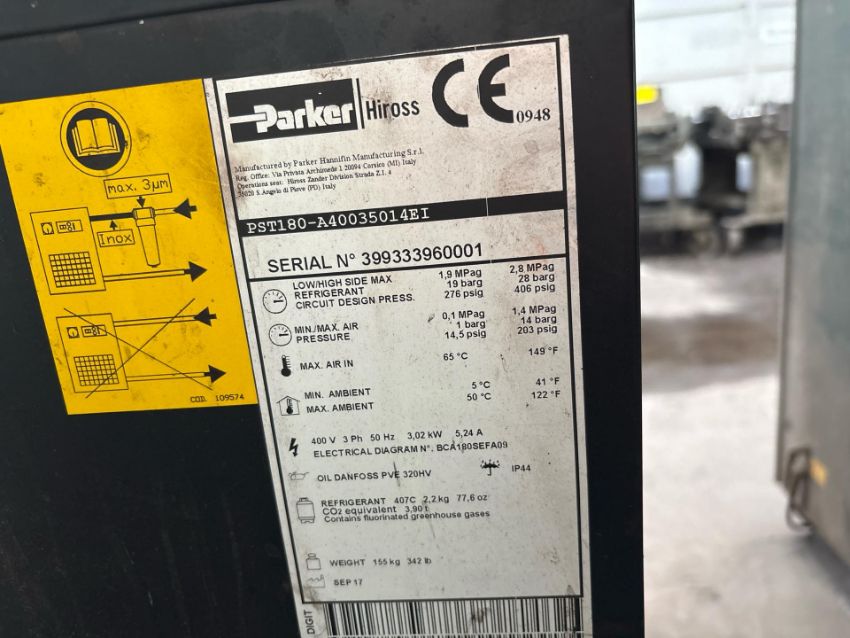 Parker Hiross CE 0948
Manufactured by Parker Hannifin Manufacturing S.r.l.
Reg. Office: Via Privata Archimede 1 20094 Corsico (MI) Italy
Operations seat: Hiross Zander Division Strada Z.I. 4
35020 S.Angelo di Piove (PD) Italy
PST180-A40035014EI
SERIAL N° 399333960001
LOW/HIGH SIDE MAX 1,9 MPag 2,8 MPag
REFRIGERANT 19 barg 28 barg
CIRCUIT DESIGN PRESS. 276 psig 406 psig
0,1 MPag 1,4 MPag
MIN./MAX. AIR 1 barg 14 barg
PRESSURE 14,5 psig 203 psig
MAX. AIR IN 65 °C 149 °F
MIN. AMBIENT 5 °C 41 °F
MAX. AMBIENT 50 °C 122 °F
400 V 3 Ph 50 Hz 3,02 kW 5,24 A
ELECTRICAL DIAGRAM N°. BCA180SEFA09
OIL DANFOSS PVE 320HV IP44
REFRIGERANT 407C 2,2 kg 77,6 oz
CO2 equivalent 3,90 t
Contains fluorinated greenhouse gases
WEIGHT 155 kg 342 lb
SEP 17
DIGIT
max. 3µm
Inox
COD. 109574